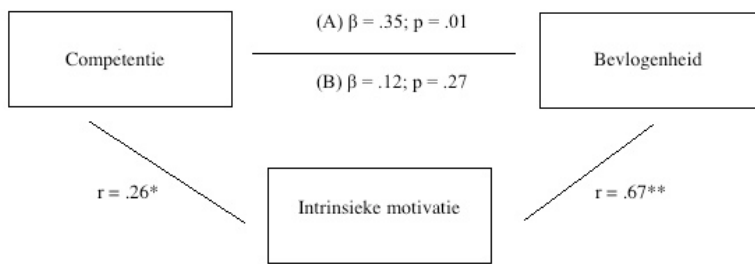 (A) β = .35; p = .01
Competentie
Bevlogenheid
(B) β = .12; p = .27
r = .26*
r = .67**
Intrinsieke motivatie